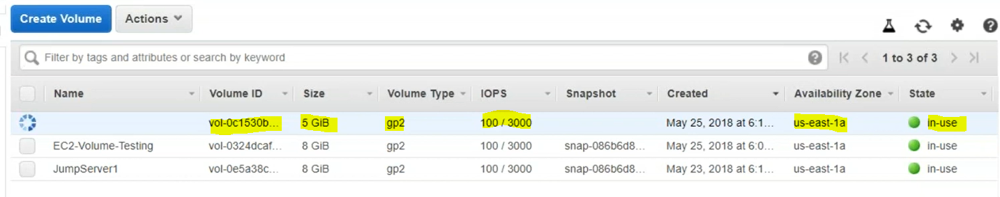 Create Volume Actions
Filter by tags and attributes or search by keyword 1 to 3 of 3
Name Volume ID Size Volume Type IOPS Snapshot Created Availability Zone State
vol-0c1530b... 5 GiB gp2 100 / 3000 May 25, 2018 at 6:1... us-east-1a in-use
EC2-Volume-Testing vol-0324dcaf... 8 GiB gp2 100 / 3000 snap-086b6d8... May 25, 2018 at 6:0... us-east-1a in-use
JumpServer1 vol-0e5a38c... 8 GiB gp2 100 / 3000 snap-086b6d8... May 23, 2018 at 6:1... us-east-1a in-use